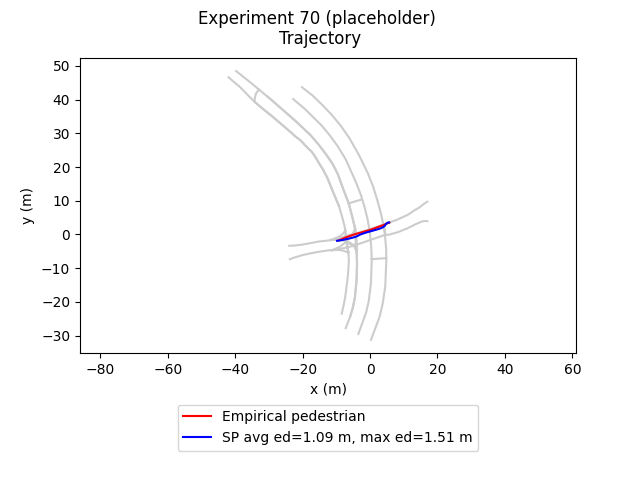 Experiment 70 (placeholder)
Trajectory
50
40
30
20
10
0
−10
−20
−30
y (m)
−80 −60 −40 −20 0 20 40 60
x (m)
Empirical pedestrian
SP avg ed=1.09 m, max ed=1.51 m